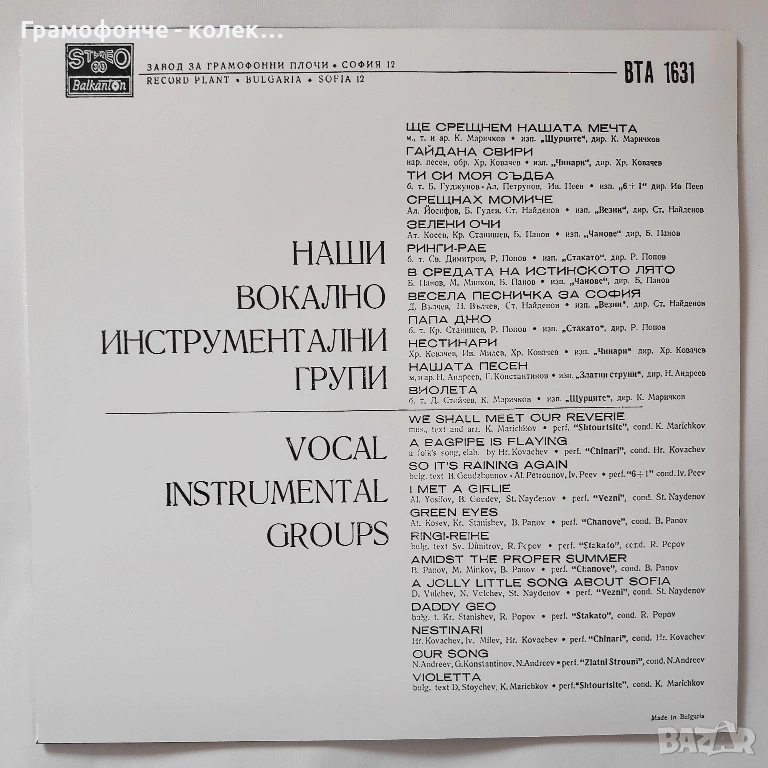 Грамофонче - колек...
STEREO
Balkanton
ЗАВОД ЗА ГРАМОФОННИ ПЛОЧИ • СОФИЯ 12
RECORD PLANT • BULGARIA • SOFIA 12
ВТА 1631
НАШИ
ВОКАЛНО
ИНСТРУМЕНТАЛНИ
ГРУПИ
ЩЕ СРЕЩНЕМ НАШАТА МЕЧТА
м., т. и ар. К. Маричков • изп. „Щурците“, дир. К. Маричков
ГАЙДАНА СВИРИ
нар. песен, обр. Хр. Ковачев • изп. „Чинари“, дир. Хр. Ковачев
ТИ СИ МОЯ СЪДБА
б. т. Б. Гуджунов - Ал. Петрунов, Ив. Пеев • изп. „6+1“ дир. Ив Пеев
СРЕЩНАХ МОМИЧЕ
Ал. Йосифов, Б. Гудев, Ст. Найденов • изп. „Везни“, дир. Ст. Найденов
ЗЕЛЕНИ ОЧИ
Ат. Косев, Кр. Станишев, Б. Панов • изп. „Чанове“, дир. Б. Панов
РИНГИ-РАЕ
б. т. Св. Димитров, Р. Попов • изп. „Стакато“, дир. Р. Попов
В СРЕДАТА НА ИСТИНСКОТО ЛЯТО
Б. Панов, М. Минков, Б. Панов • изп. „Чанове“, дир. Б. Панов
ВЕСЕЛА ПЕСНИЧКА ЗА СОФИЯ
Д. Вълчев, Н. Вълчев, Ст. Найденов • изп. „Везни“, дир. Ст. Найденов
ПАПА ДЖО
б. т. Кр. Станишев, Р. Попов • изп. „Стакато“, дир. Р. Попов
НЕСТИНАРИ
Хр. Ковачев, Ив. Милев, Хр. Ковачев • изп. „Чинари“ дир. Хр. Ковачев
НАШАТА ПЕСЕН
м. и ар. Н. Андреев, Г. Константинов • изп. „Златни струни“, дир. Н. Андреев
ВИОЛЕТА
б. т. Д. Стойчев, К. Маричков • изп. „Щурците“, дир. К. Маричков
VOCAL
INSTRUMENTAL
GROUPS
WE SHALL MEET OUR REVERIE
mus., text and arr. K. Marichkov • perf. "Shtourtsite", cond. K. Marichkov
A BAGPIPE IS FLAYING
a folk's song, elab. by Hr. Kovachev • perf. "Chinari", cond. Hr. Kovachev
SO IT'S RAINING AGAIN
bulg. text B. Goudzhounov - Al. Petrounov, Iv. Peev • perf. "6+1" cond. Iv. Peev
I MET A GIRLIE
Al. Yosifov, B. Goudev, St. Naydenov • perf. "Vezni", cond. St. Naydenov
GREEN EYES
At. Kosev, Kr. Stanishev, B. Panov • perf. "Chanove", cond. B. Panov
RINGI-REIHE
bulg. text Sv. Dimitrov, R. Popov • perf. "Stakato", cond. R. Popov
AMIDST THE PROPER SUMMER
B. Panov, M. Minkov, B. Panov • perf. "Chanove", cond. B. Panov
A JOLLY LITTLE SONG ABOUT SOFIA
D. Vulchev, N. Vulchev, St. Naydenov • perf. "Vezni", cond. St. Naydenov
DADDY GEO
bulg. t. Kr. Stanishev, R. Popov • perf. "Stakato", cond. R. Popov
NESTINARI
Hr. Kovachev, Iv. Milev, Hr. Kovachev • perf. "Chinari", cond. Hr. Kovachev
OUR SONG
N. Andreev, G. Konstantinov, N. Andreev • perf. "Zlatni Strouni", cond. N. Andreev
VIOLETTA
bulg. text D. Stoychev, K. Marichkov • perf. "Shtourtsite", cond. K. Marichkov
Made in Bulgaria
BAZAR